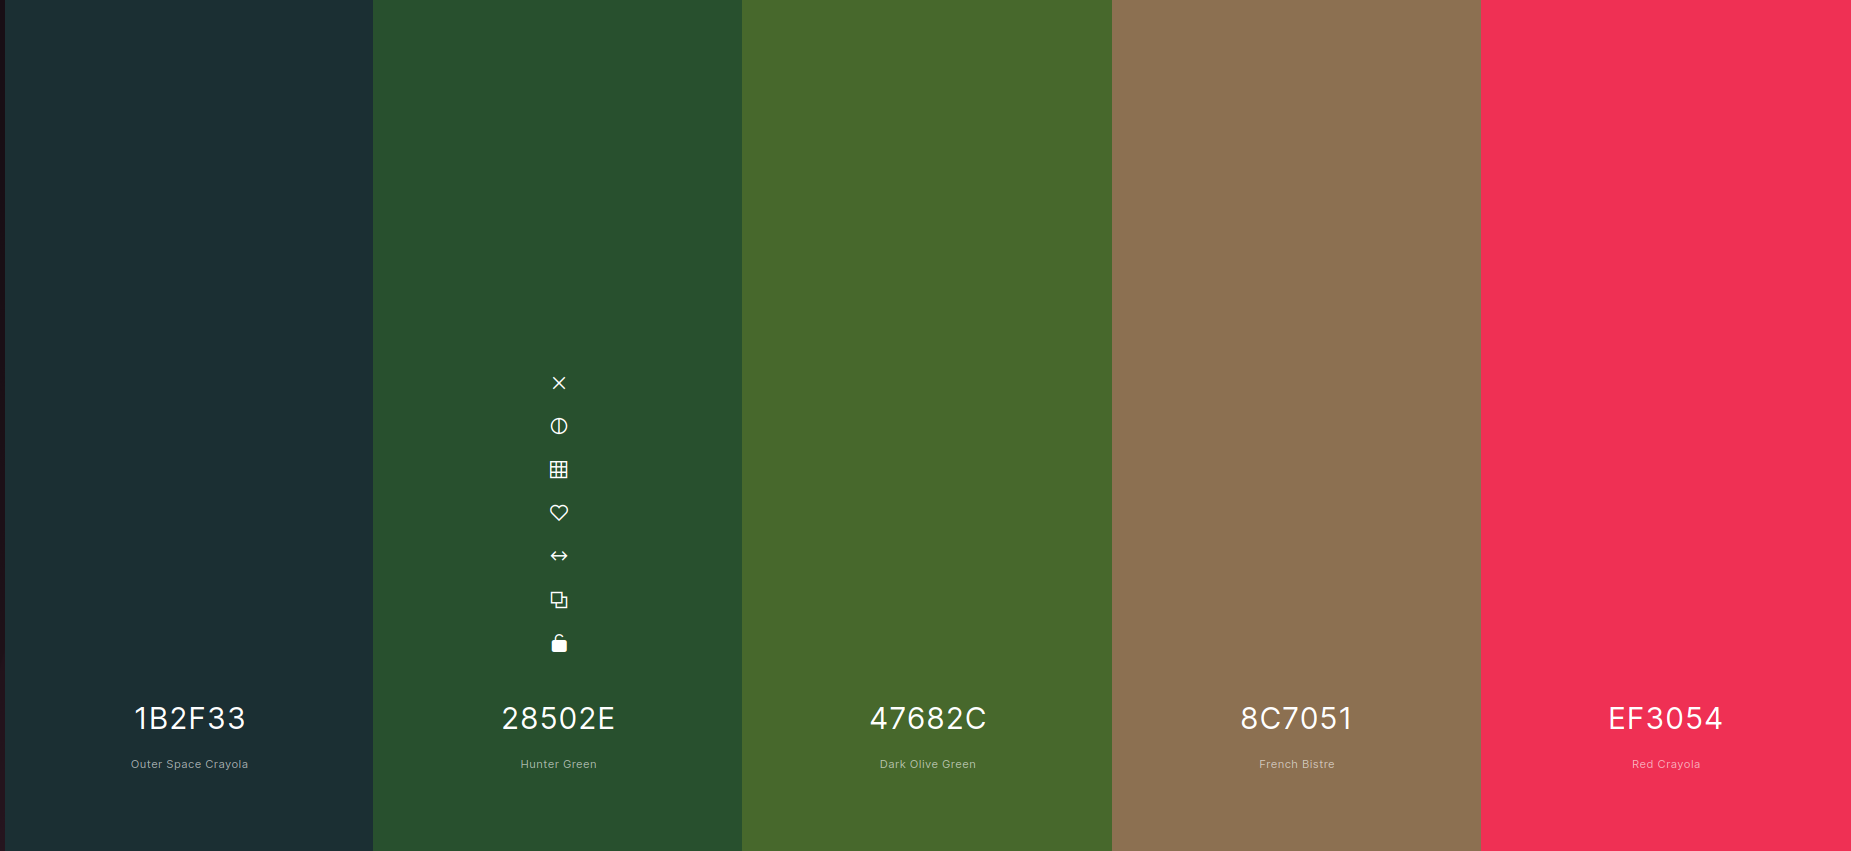 1B2F33
Outer Space Crayola
28502E
Hunter Green
47682C
Dark Olive Green
8C7051
French Bistre
EF3054
Red Crayola